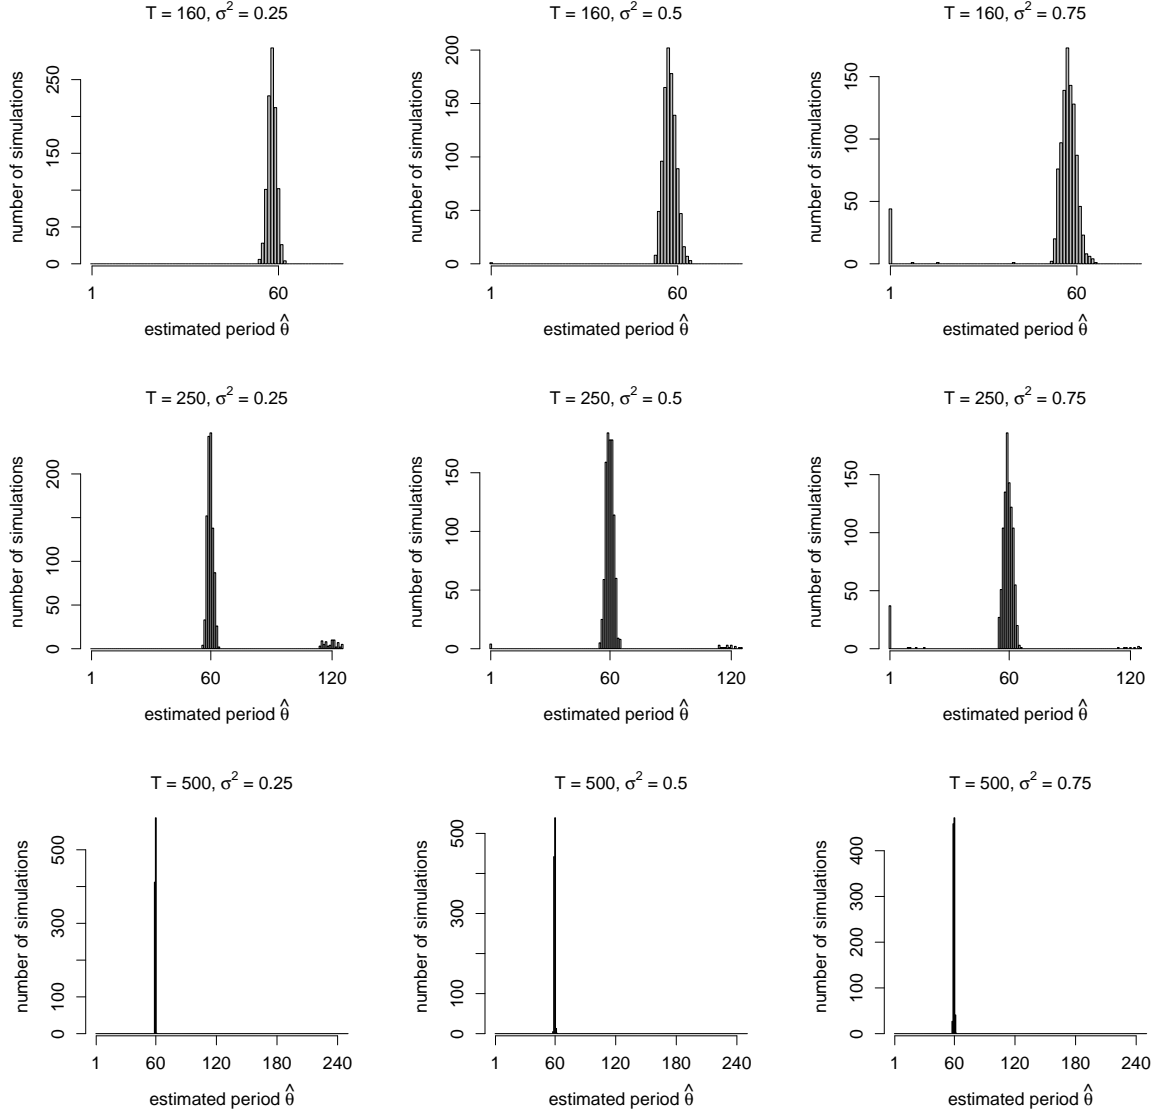 T = 160, σ² = 0.25
T = 160, σ² = 0.5
T = 160, σ² = 0.75
number of simulations
0 50 150 250
1 60
estimated period θ̂
number of simulations
0 50 100 150 200
1 60
estimated period θ̂
number of simulations
0 50 100 150
1 60
estimated period θ̂
T = 250, σ² = 0.25
T = 250, σ² = 0.5
T = 250, σ² = 0.75
number of simulations
0 50 100 200
1 60 120
estimated period θ̂
number of simulations
0 50 100 150
1 60 120
estimated period θ̂
number of simulations
0 50 100 150
1 60 120
estimated period θ̂
T = 500, σ² = 0.25
T = 500, σ² = 0.5
T = 500, σ² = 0.75
number of simulations
0 100 300 500
1 60 120 180 240
estimated period θ̂
number of simulations
0 100 300 500
1 60 120 180 240
estimated period θ̂
number of simulations
0 100 200 300 400
1 60 120 180 240
estimated period θ̂